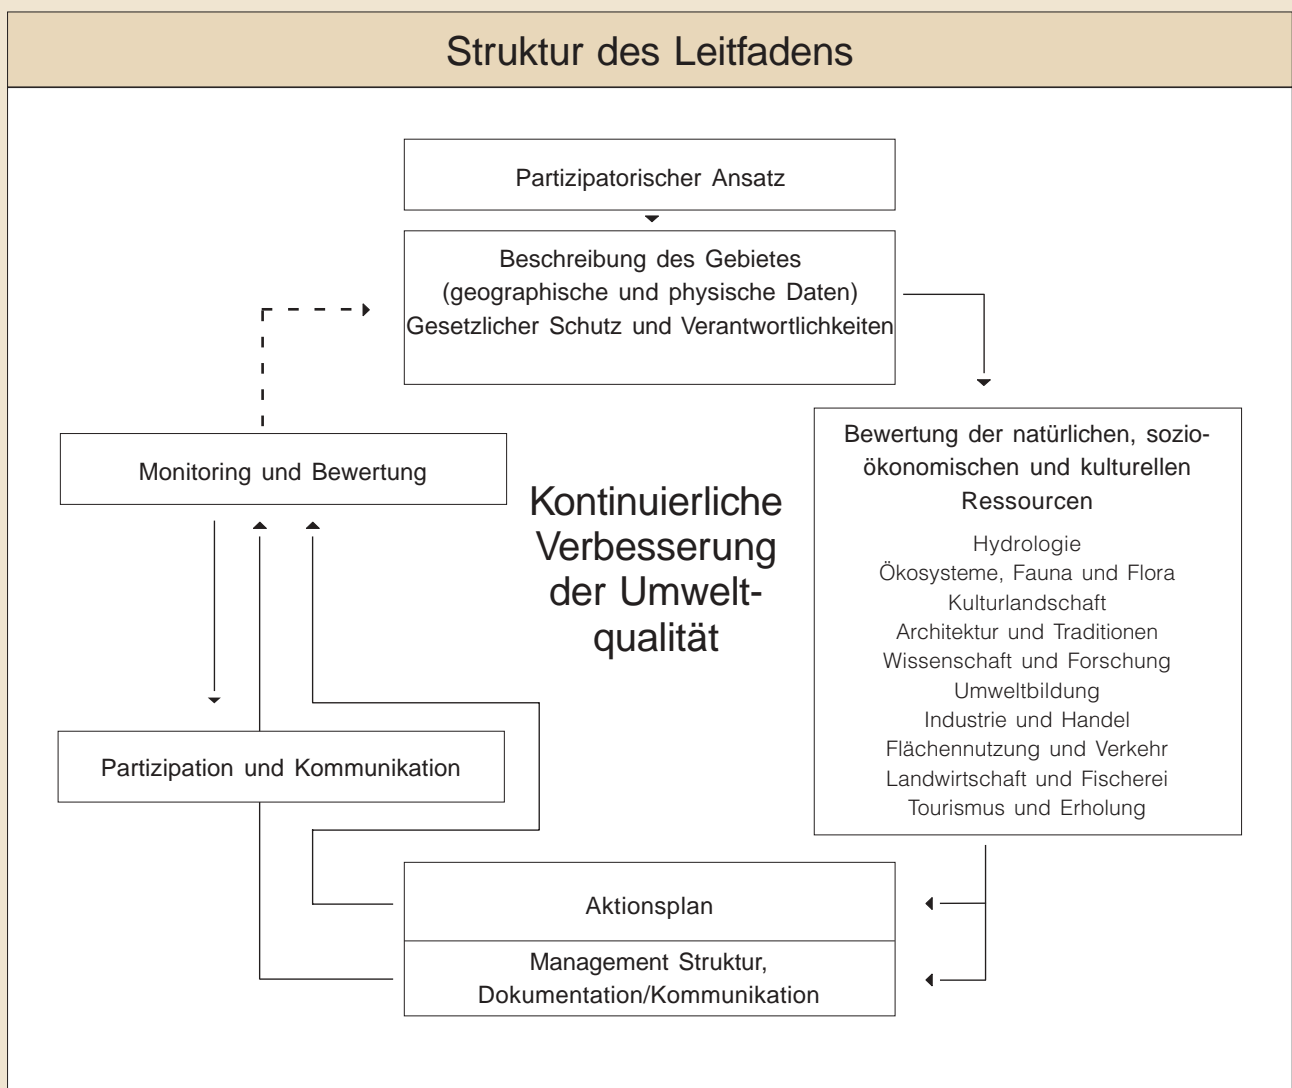 Struktur des Leitfadens
Partizipatorischer Ansatz
Beschreibung des Gebietes
(geographische und physische Daten)
Gesetzlicher Schutz und Verantwortlichkeiten
Bewertung der natürlichen, sozio-
ökonomischen und kulturellen
Ressourcen
Hydrologie
Ökosysteme, Fauna und Flora
Kulturlandschaft
Architektur und Traditionen
Wissenschaft und Forschung
Umweltbildung
Industrie und Handel
Flächennutzung und Verkehr
Landwirtschaft und Fischerei
Tourismus und Erholung
Monitoring und Bewertung
Kontinuierliche
Verbesserung
der Umwelt-
qualität
Partizipation und Kommunikation
Aktionsplan
Management Struktur,
Dokumentation/Kommunikation